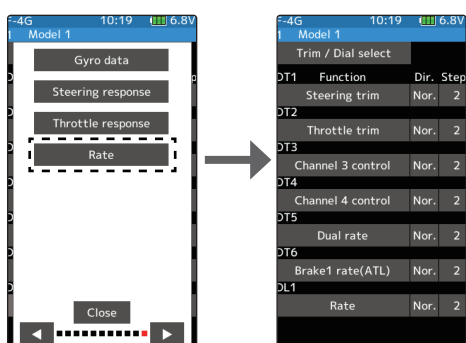 F-4G 10:19 6.8V
1 Model 1
Gyro data
Steering response
Throttle response
Rate
Close
F-4G 10:19 6.8V
1 Model 1
Trim / Dial select
DT1 Function Dir. Step
Steering trim Nor. 2
DT2
Throttle trim Nor. 2
DT3
Channel 3 control Nor. 2
DT4
Channel 4 control Nor. 2
DT5
Dual rate Nor. 2
DT6
Brake1 rate(ATL) Nor. 2
DL1
Rate Nor. 2